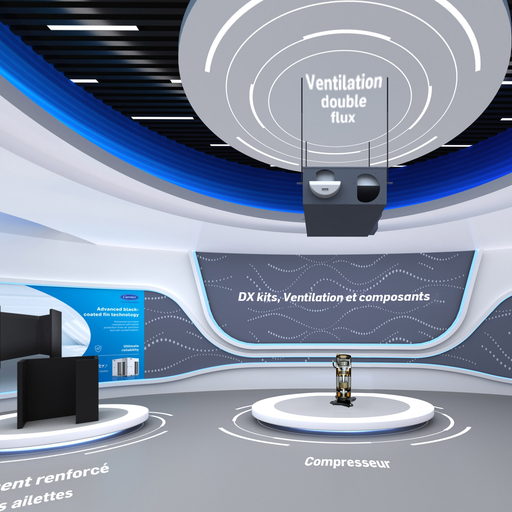 Ventilation
double
flux
DX kits, Ventilation et composants
Carrier
Advanced black-
coated fin technology
Ultimate
reliability
Compresseur
ent renforcé
s ailettes